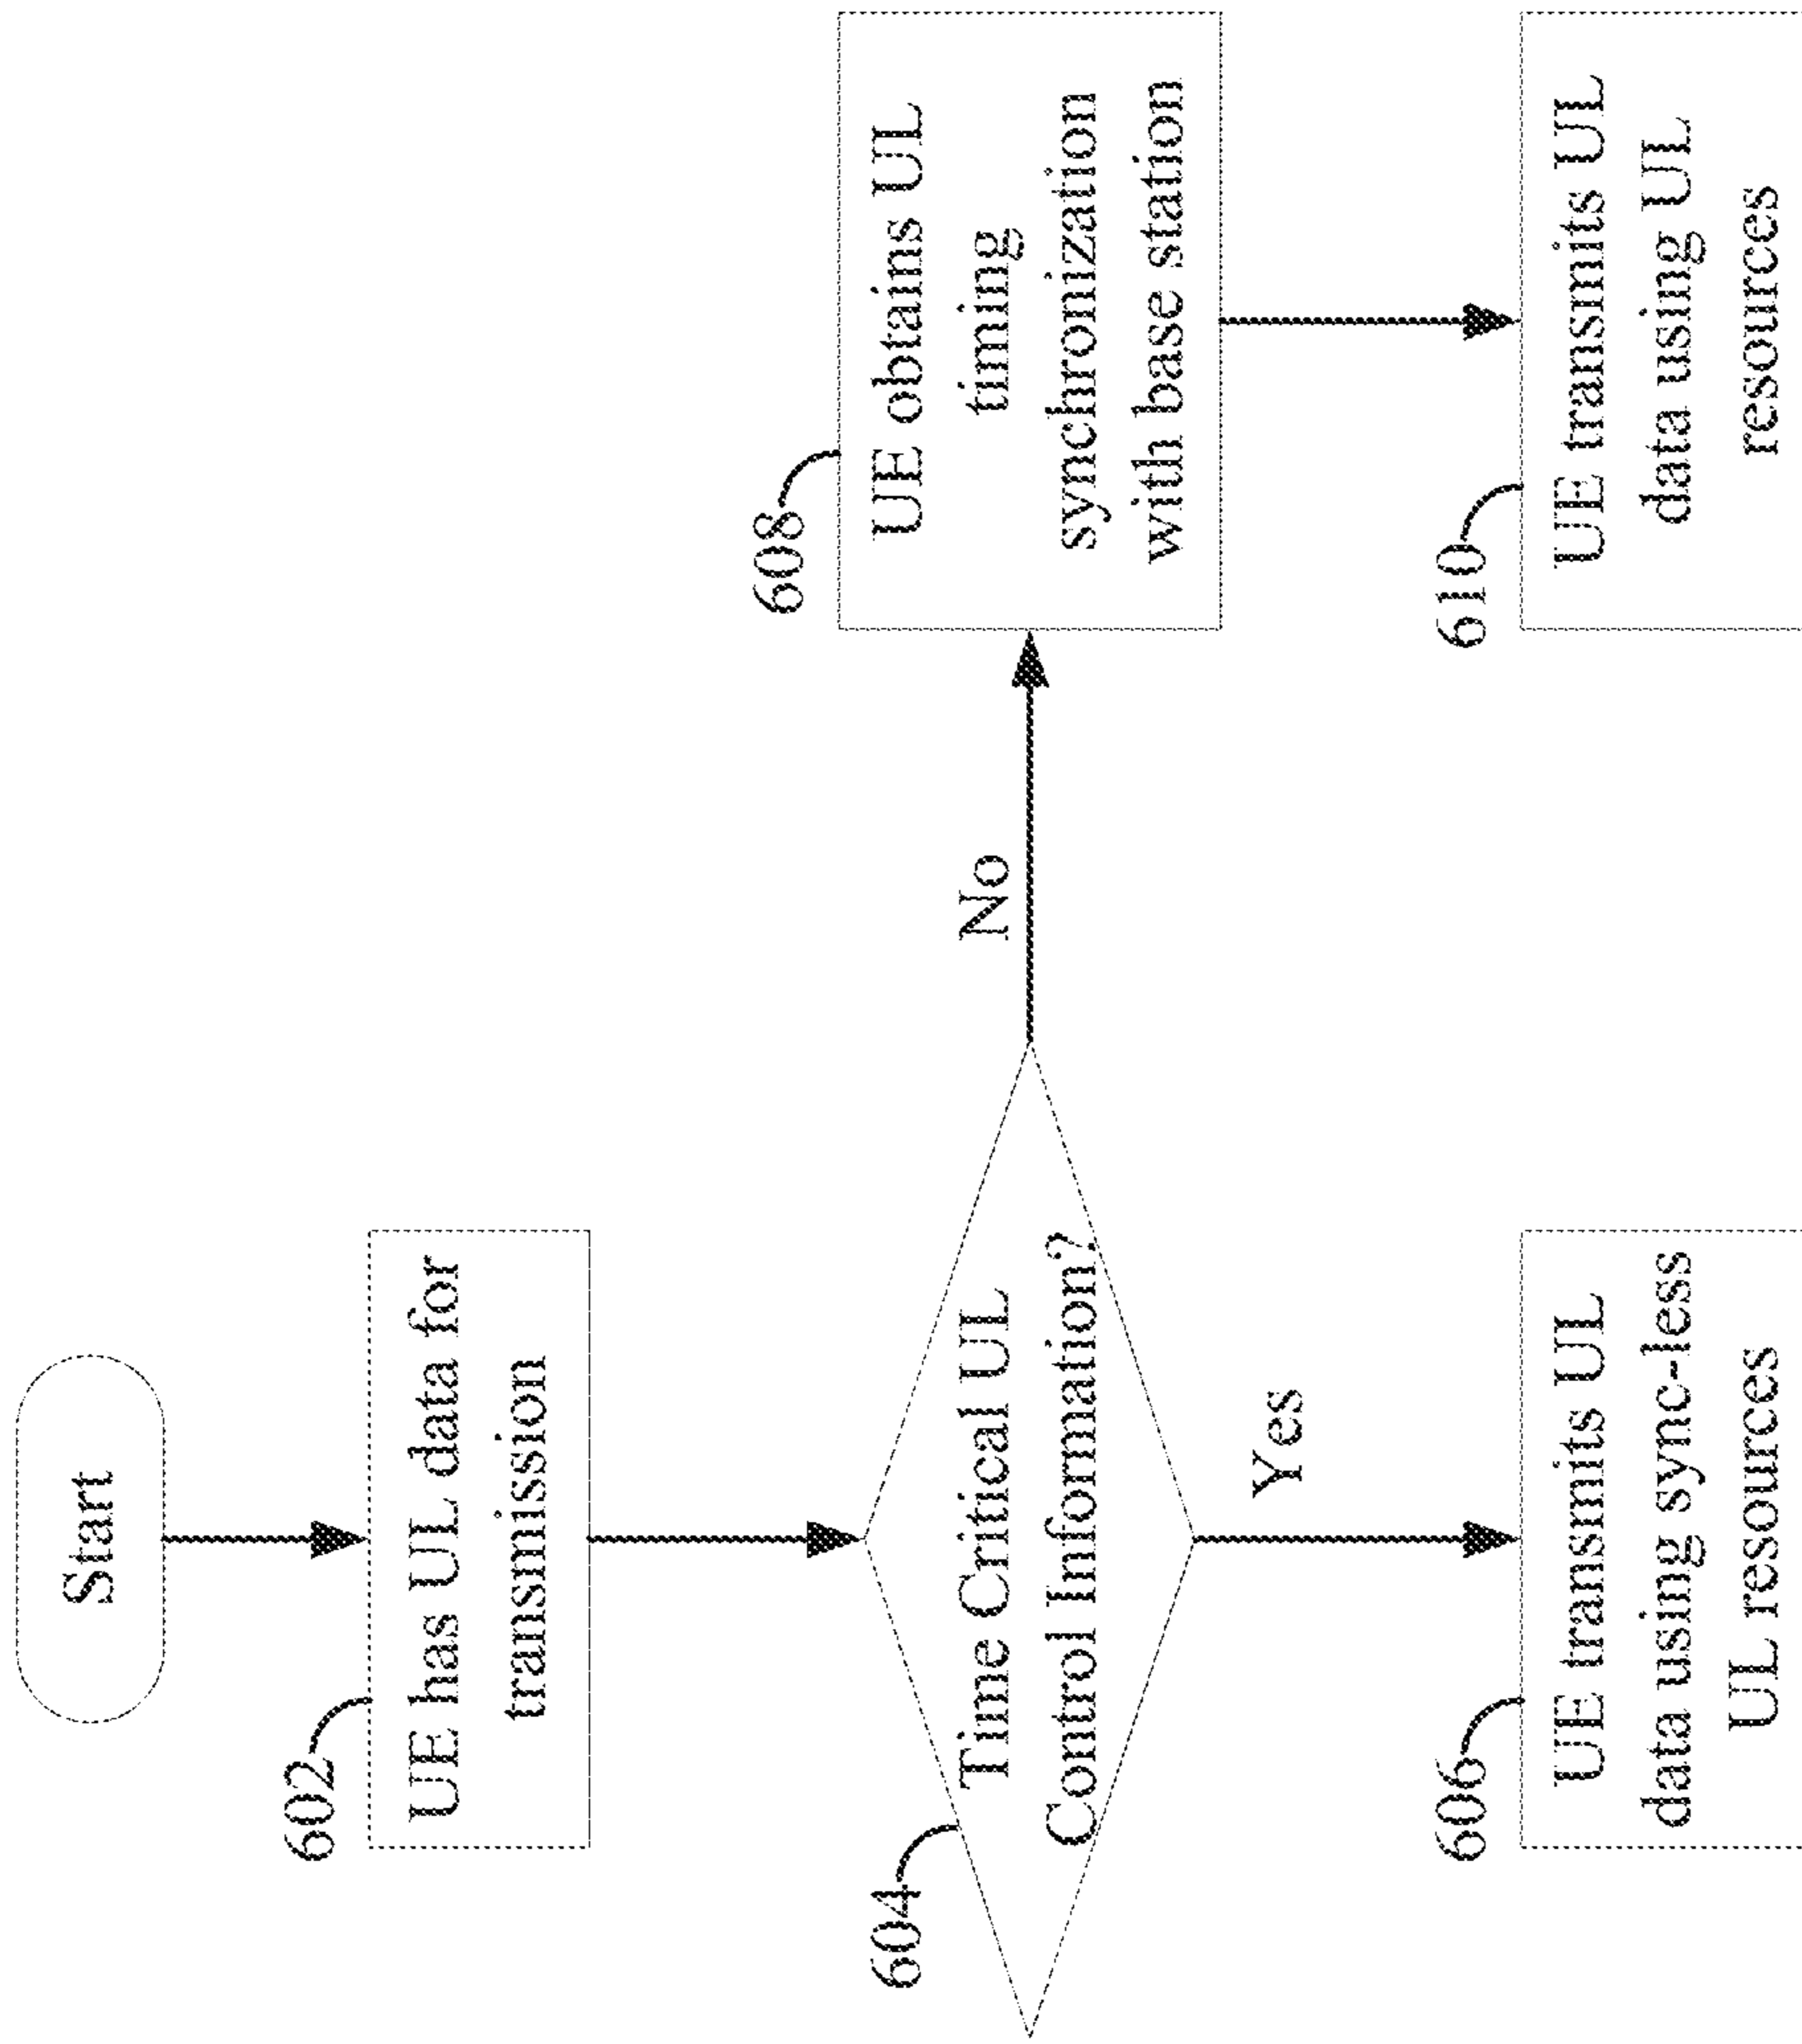 Start
602
UE has UL data for
transmission
604
Time Critical UL
Control Information?
No
Yes
608
UE obtains UL
timing
synchronization
with base station
606
UE transmits UL
data using sync-less
UL resources
610
UE transmits UL
data using UL
resources